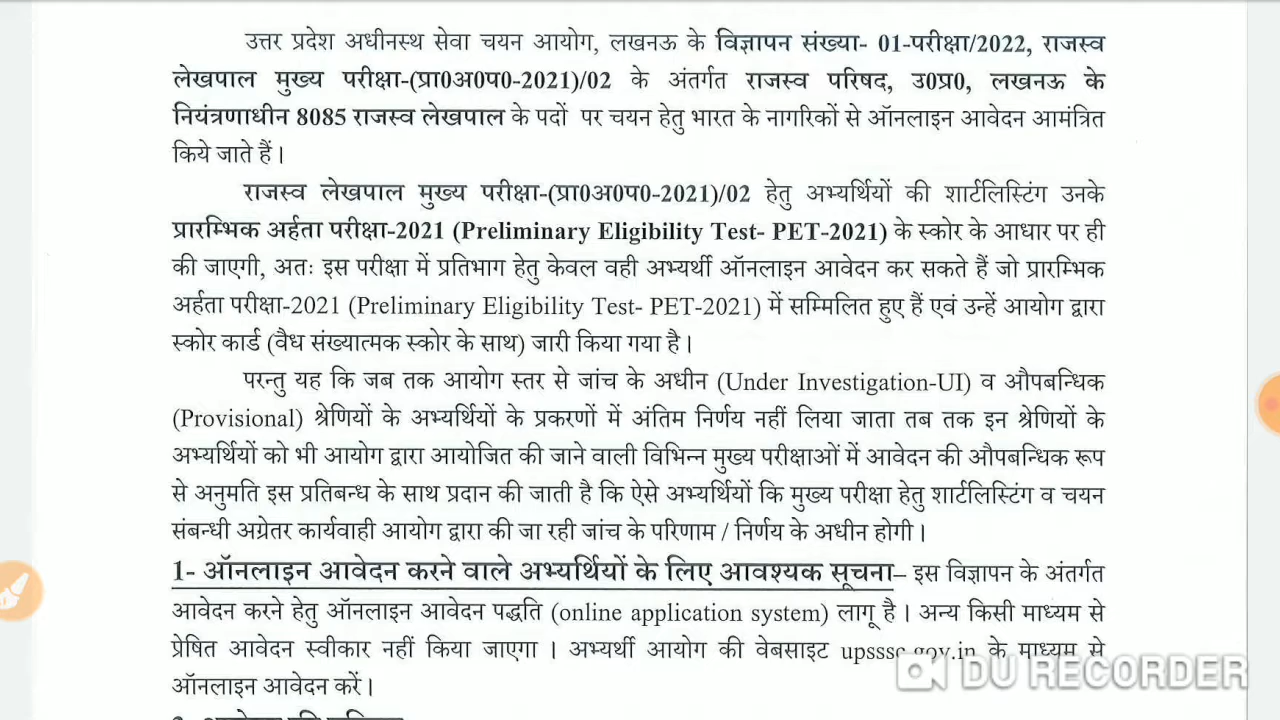 उत्तर प्रदेश अधीनस्थ सेवा चयन आयोग, लखनऊ के विज्ञापन संख्या- 01-परीक्षा/2022, राजस्व
लेखपाल मुख्य परीक्षा-(प्रा0अ0प0-2021)/02 के अंतर्गत राजस्व परिषद, उ0प्र0, लखनऊ के
नियंत्रणाधीन 8085 राजस्व लेखपाल के पदों पर चयन हेतु भारत के नागरिकों से ऑनलाइन आवेदन आमंत्रित
किये जाते हैं।
राजस्व लेखपाल मुख्य परीक्षा-(प्रा0अ0प0-2021)/02 हेतु अभ्यर्थियों की शार्टलिस्टिंग उनके
प्रारम्भिक अर्हता परीक्षा-2021 (Preliminary Eligibility Test- PET-2021) के स्कोर के आधार पर ही
की जाएगी, अतः इस परीक्षा में प्रतिभाग हेतु केवल वही अभ्यर्थी ऑनलाइन आवेदन कर सकते हैं जो प्रारम्भिक
अर्हता परीक्षा-2021 (Preliminary Eligibility Test- PET-2021) में सम्मिलित हुए हैं एवं उन्हें आयोग द्वारा
स्कोर कार्ड (वैध संख्यात्मक स्कोर के साथ) जारी किया गया है।
परन्तु यह कि जब तक आयोग स्तर से जांच के अधीन (Under Investigation-UI) व औपबन्धिक
(Provisional) श्रेणियों के अभ्यर्थियों के प्रकरणों में अंतिम निर्णय नहीं लिया जाता तब तक इन श्रेणियों के
अभ्यर्थियों को भी आयोग द्वारा आयोजित की जाने वाली विभिन्न मुख्य परीक्षाओं में आवेदन की औपबन्धिक रूप
से अनुमति इस प्रतिबन्ध के साथ प्रदान की जाती है कि ऐसे अभ्यर्थियों कि मुख्य परीक्षा हेतु शार्टलिस्टिंग व चयन
संबन्धी अग्रेतर कार्यवाही आयोग द्वारा की जा रही जांच के परिणाम / निर्णय के अधीन होगी।
1- ऑनलाइन आवेदन करने वाले अभ्यर्थियों के लिए आवश्यक सूचना– इस विज्ञापन के अंतर्गत
आवेदन करने हेतु ऑनलाइन आवेदन पद्धति (online application system) लागू है। अन्य किसी माध्यम से
प्रेषित आवेदन स्वीकार नहीं किया जाएगा । अभ्यर्थी आयोग की वेबसाइट upsssc.gov.in के माध्यम से
ऑनलाइन आवेदन करें।
DU RECORDER